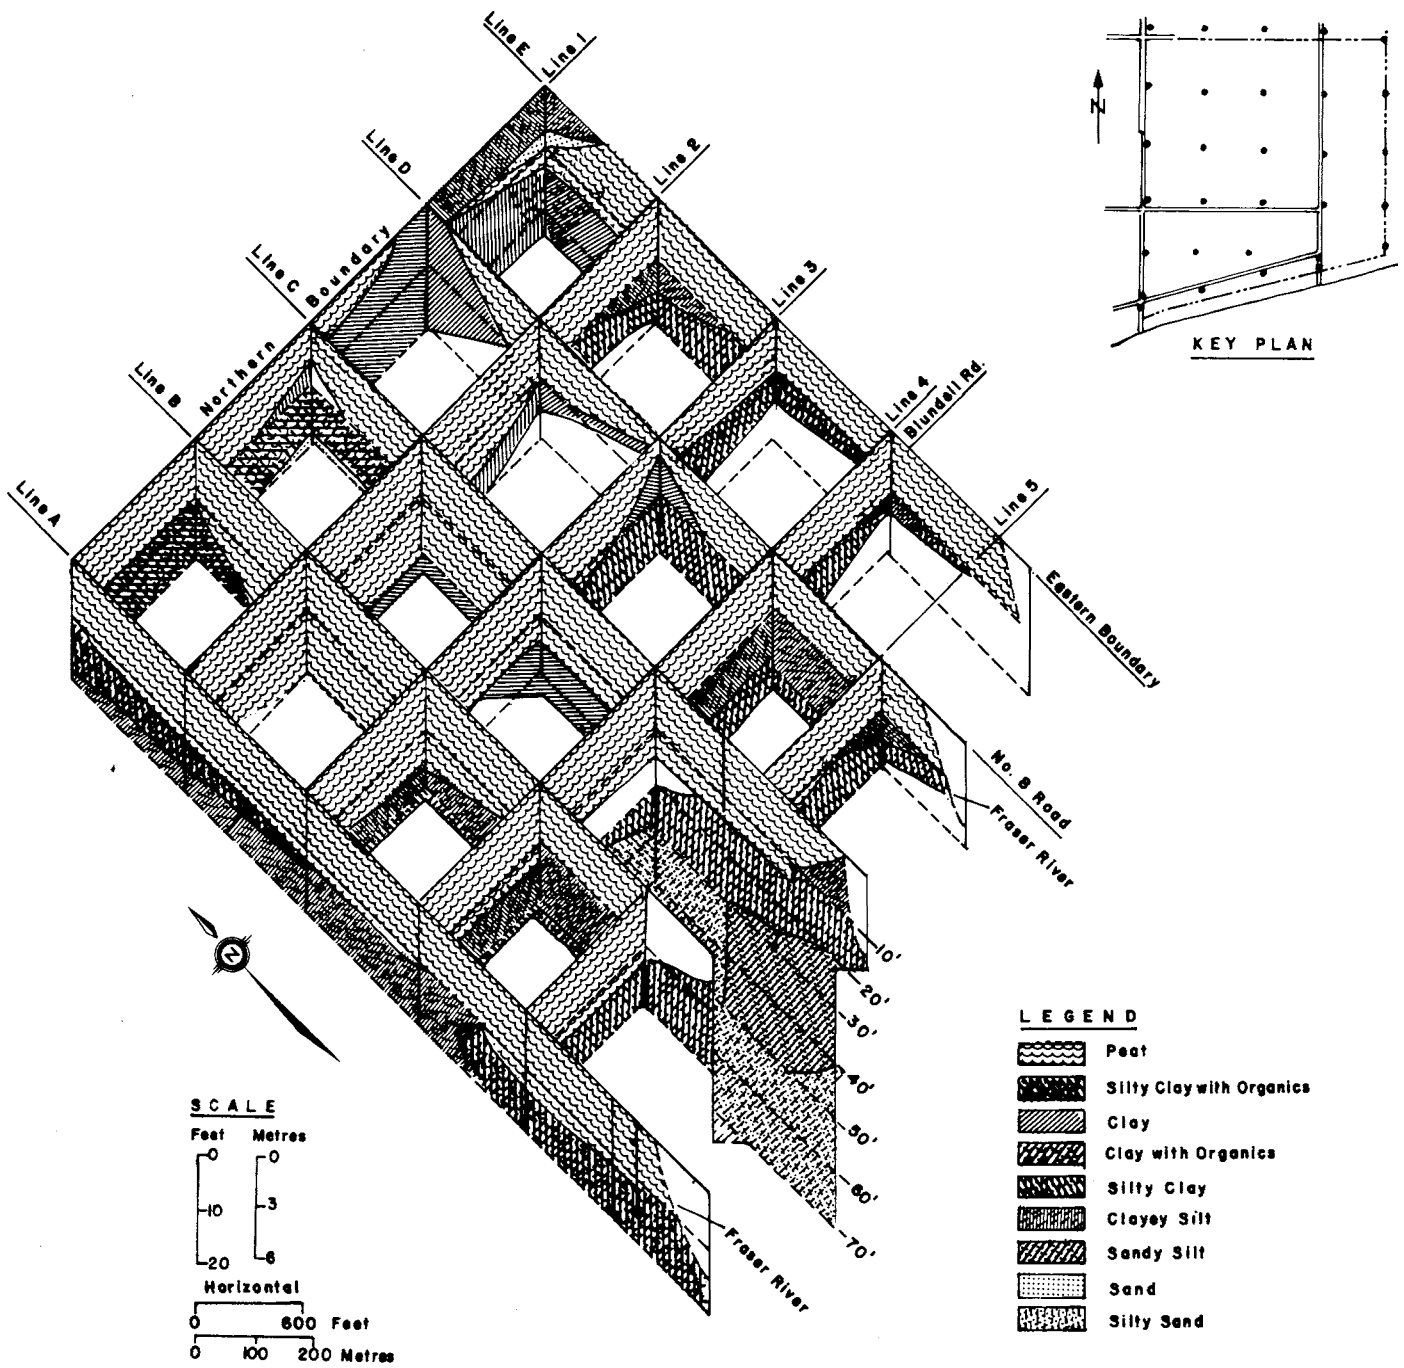 Line E
Line 1
Line D
Line 2
Line C
Northern Boundary
Line 3
Line B
Line 4
Blundell Rd.
Line A
Line 5
Eastern Boundary
No. 8 Road
Fraser River
10'
20'
30'
40'
50'
60'
70'
Fraser River
N
N
KEY PLAN
SCALE
Feet Metres
0 0
10 3
20 6
Horizontal
0 600 Feet
0 100 200 Metres
LEGEND
Peat
Silty Clay with Organics
Clay
Clay with Organics
Silty Clay
Clayey Silt
Sandy Silt
Sand
Silty Sand